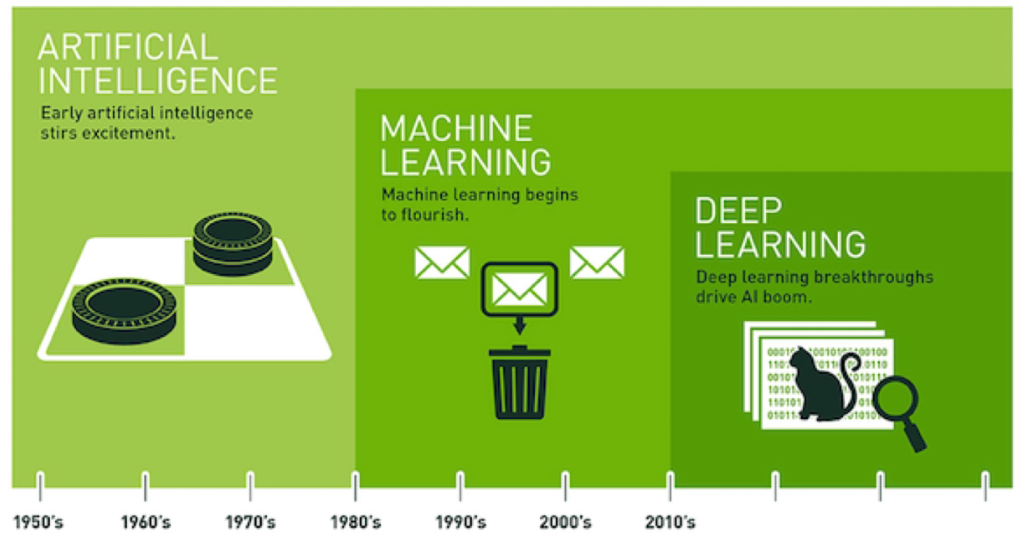 ARTIFICIAL
INTELLIGENCE
Early artificial intelligence
stirs excitement.
MACHINE
LEARNING
Machine learning begins
to flourish.
DEEP
LEARNING
Deep learning breakthroughs
drive AI boom.
1950's 1960's 1970's 1980's 1990's 2000's 2010's